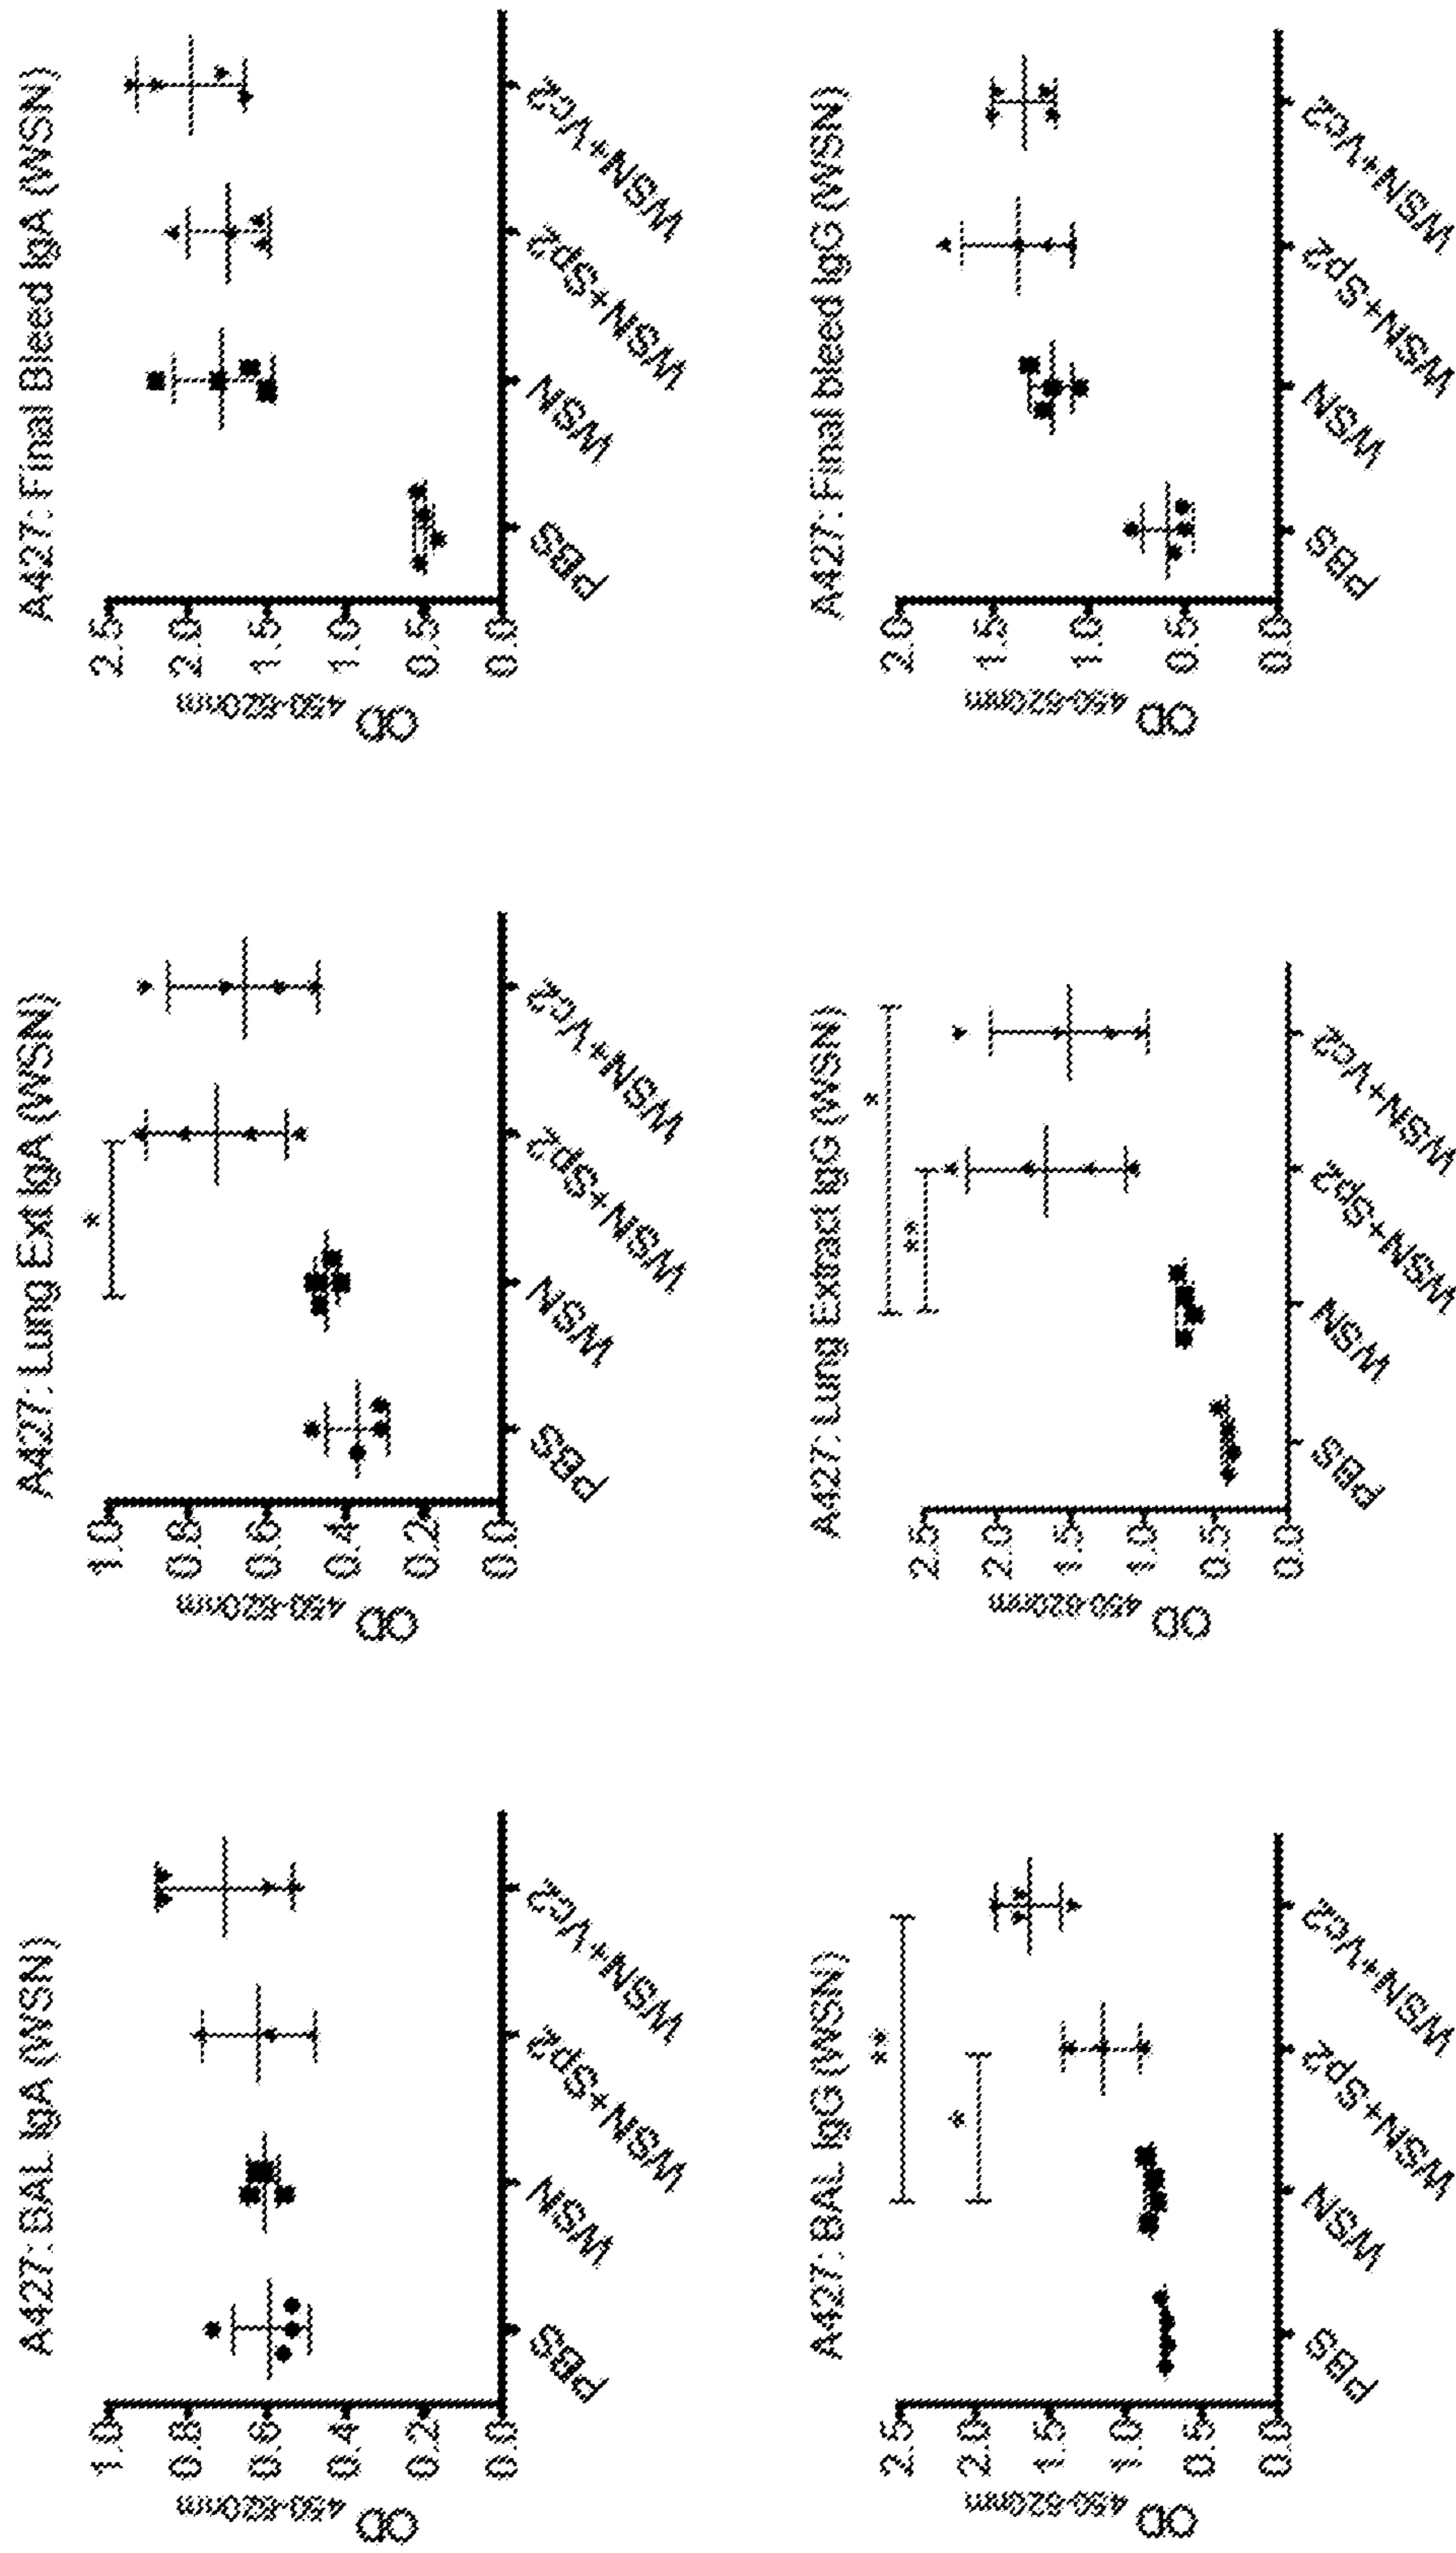 A427: BAL IgA (WSN)
OD 450-620nm
1.0
0.8
0.6
0.4
0.2
0.0
PBS
WSN
WSN+Sp2
WSN+Vc2
A427: Lung Ext IgA (WSN)
OD 450-620nm
1.0
0.8
0.6
0.4
0.2
0.0
*
PBS
WSN
WSN+Sp2
WSN+Vc2
A427: Final Bleed IgA (WSN)
OD 450-620nm
2.5
2.0
1.5
1.0
0.5
0.0
PBS
WSN
WSN+Sp2
WSN+Vc2
A427: BAL IgG (WSN)
OD 450-620nm
2.5
2.0
1.5
1.0
0.5
0.0
**
*
PBS
WSN
WSN+Sp2
WSN+Vc2
A427: Lung Extract IgG (WSN)
OD 450-620nm
2.5
2.0
1.5
1.0
0.5
0.0
*
**
PBS
WSN
WSN+Sp2
WSN+Vc2
A427: Final bleed IgG (WSN)
OD 450-620nm
2.0
1.5
1.0
0.5
0.0
PBS
WSN
WSN+Sp2
WSN+Vc2